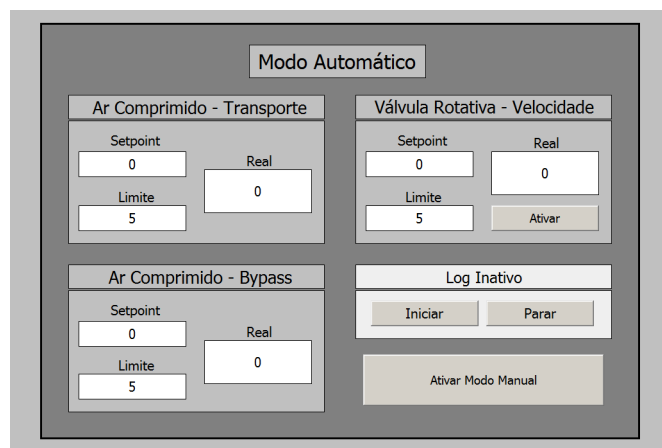 Modo Automático
Ar Comprimido - Transporte
Setpoint
0
Real
0
Limite
5
Válvula Rotativa - Velocidade
Setpoint
0
Real
0
Limite
5
Ativar
Ar Comprimido - Bypass
Setpoint
0
Real
0
Limite
5
Log Inativo
Iniciar
Parar
Ativar Modo Manual